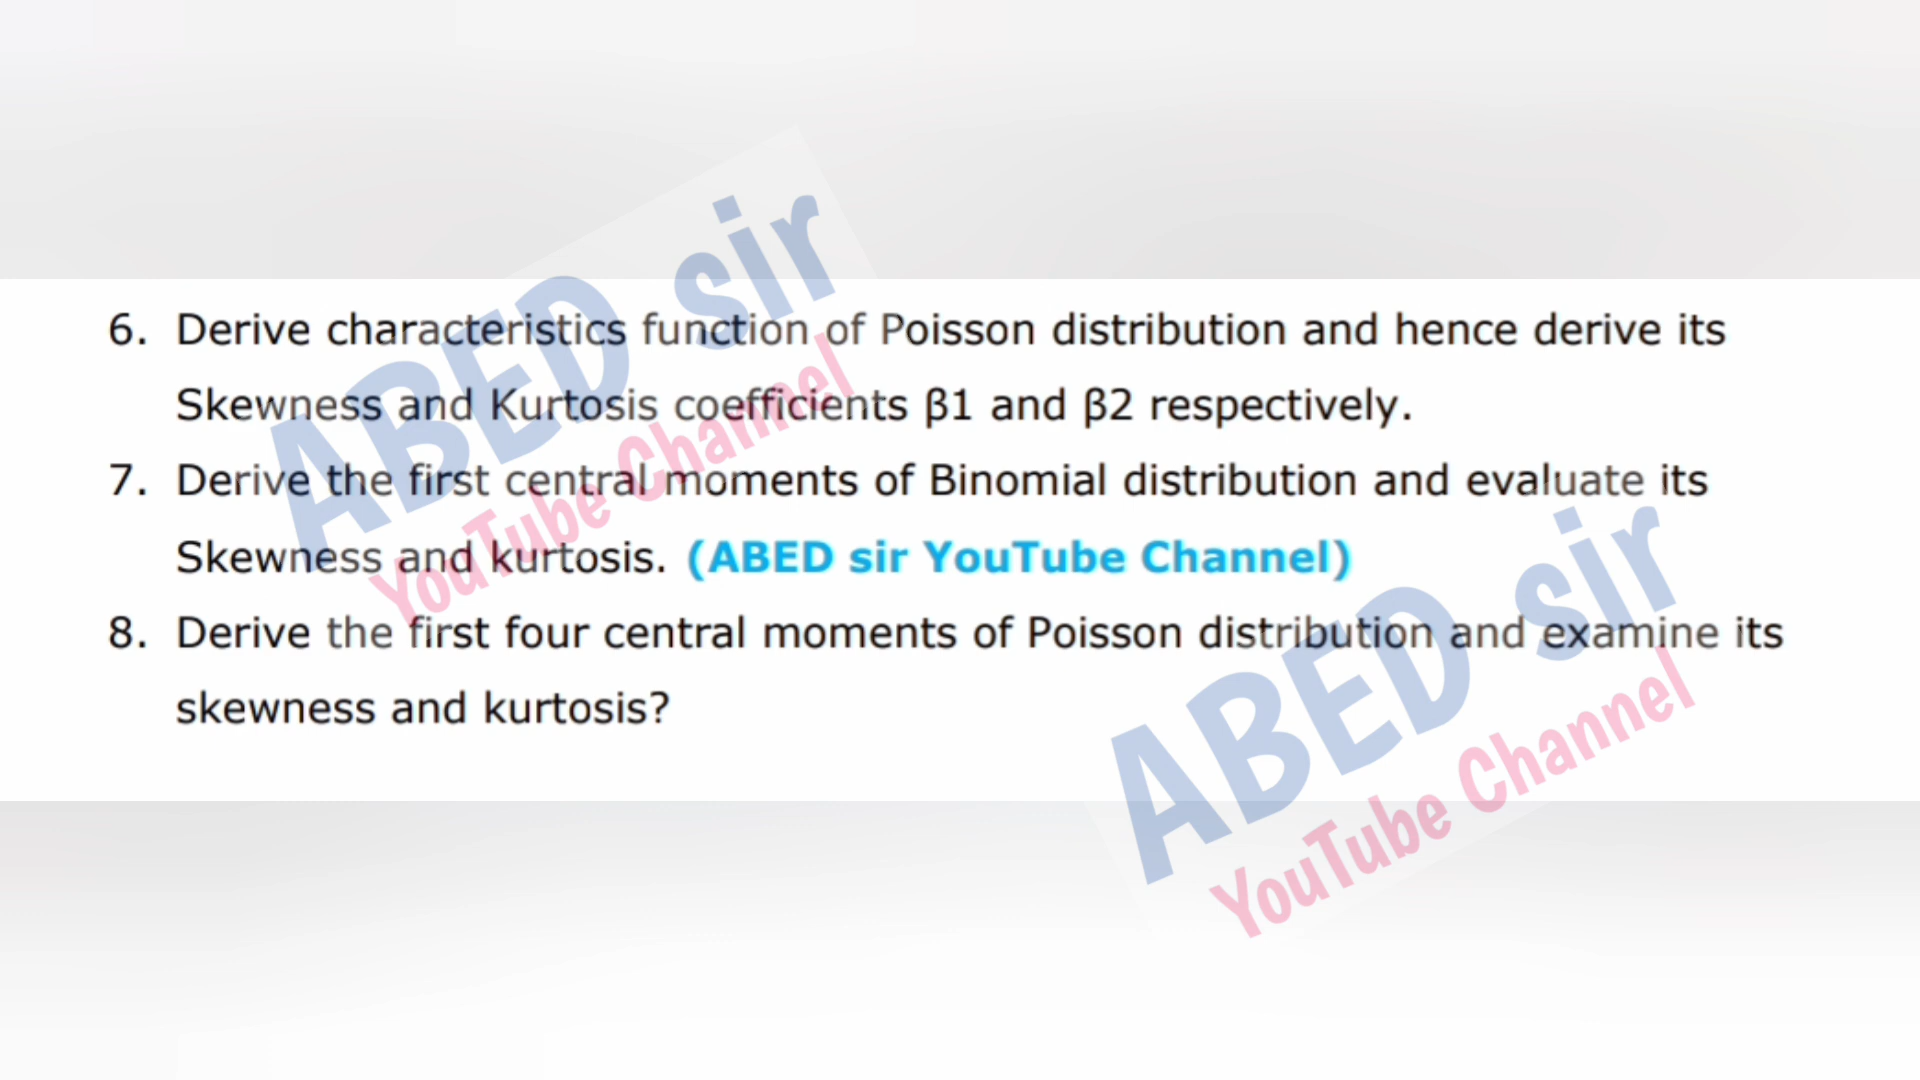 6. Derive characteristics function of Poisson distribution and hence derive its
Skewness and Kurtosis coefficients β1 and β2 respectively.
7. Derive the first central moments of Binomial distribution and evaluate its
Skewness and kurtosis. (ABED sir YouTube Channel)
8. Derive the first four central moments of Poisson distribution and examine its
skewness and kurtosis?
ABED sir
YouTube Channel
ABED sir
YouTube Channel